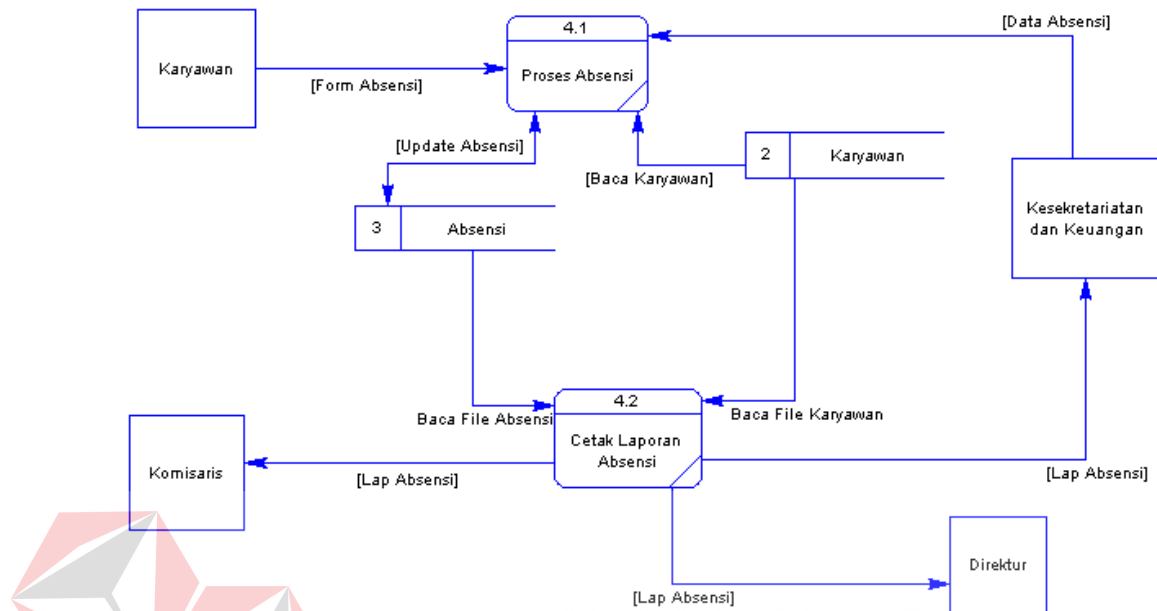 [Data Absensi]
4.1
Karyawan
Proses Absensi
[Form Absensi]
[Update Absensi]
2
Karyawan
[Baca Karyawan]
Kesekretariatan
dan Keuangan
3
Absensi
4.2
Baca File Absensi
Baca File Karyawan
Cetak Laporan
Absensi
Komisaris
[Lap Absensi]
[Lap Absensi]
Direktur
[Lap Absensi]